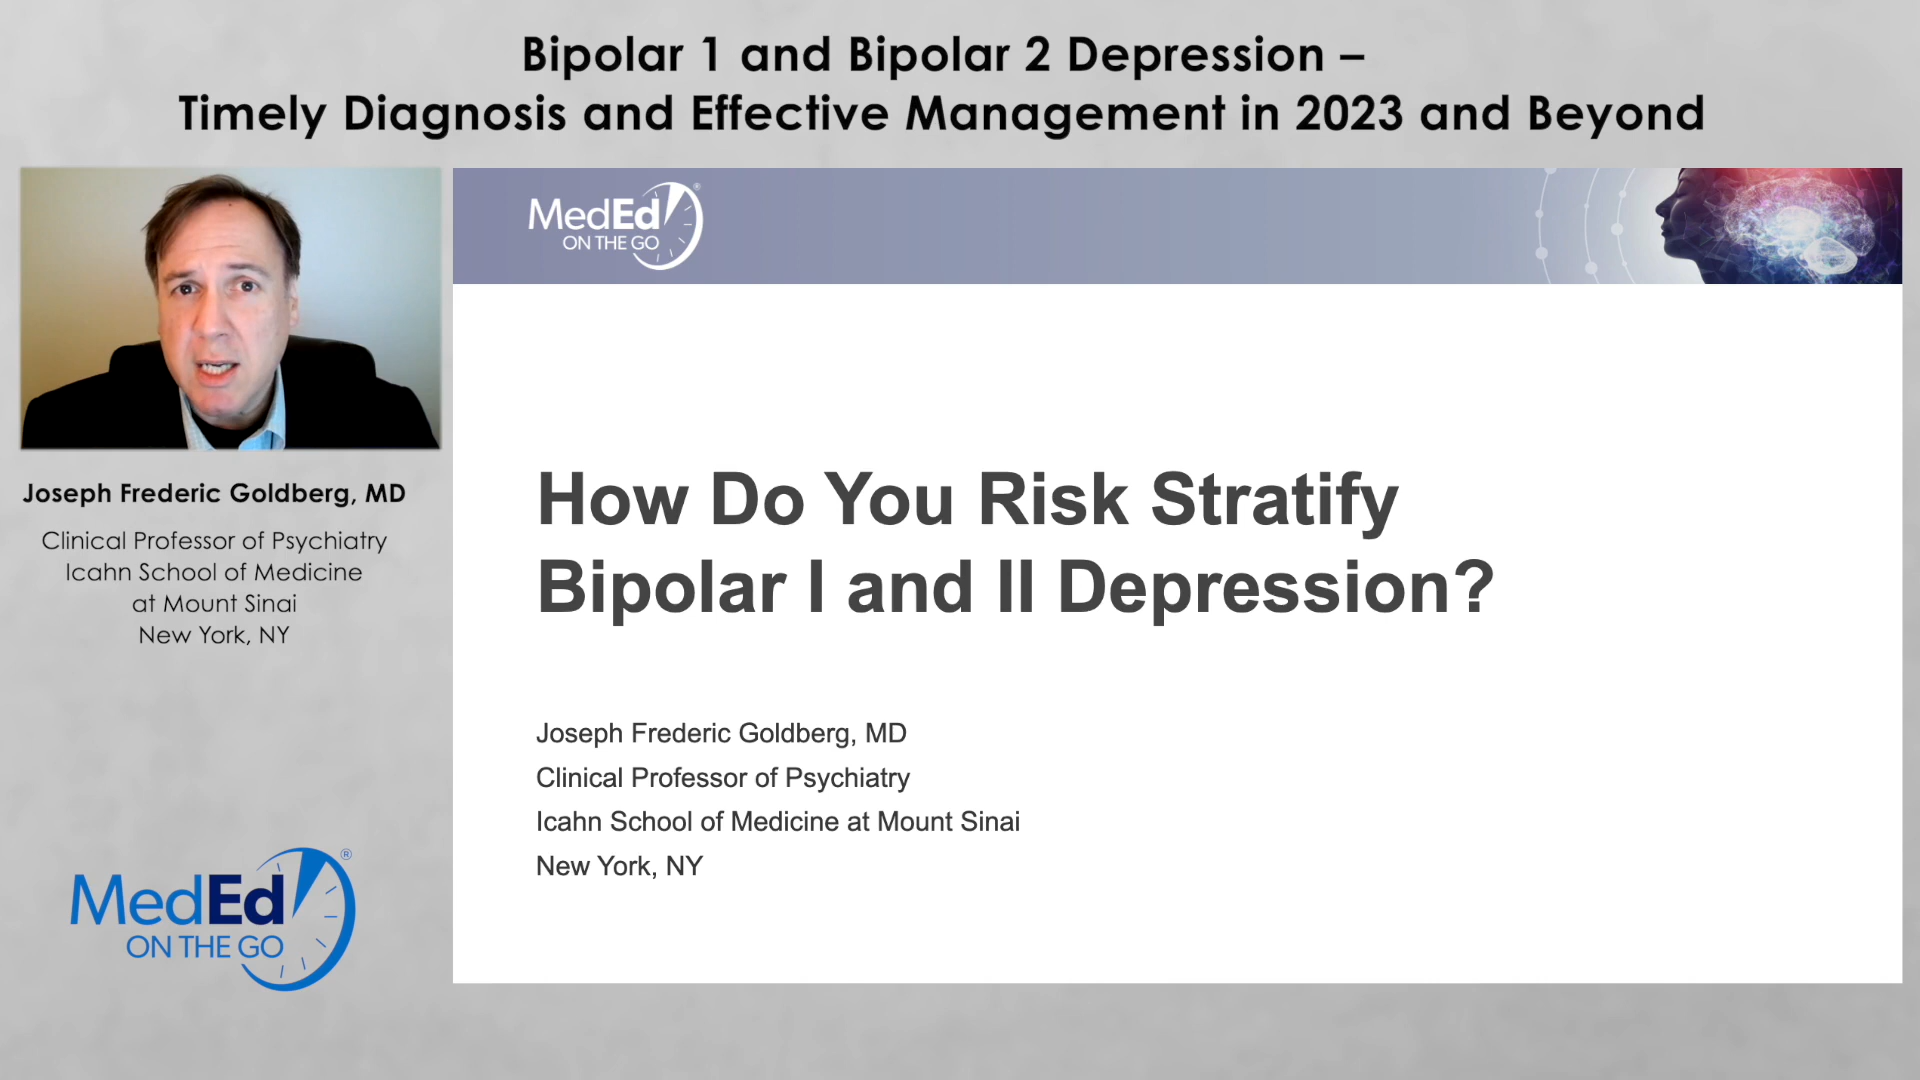 Bipolar 1 and Bipolar 2 Depression –
Timely Diagnosis and Effective Management in 2023 and Beyond
Joseph Frederic Goldberg, MD
Clinical Professor of Psychiatry
Icahn School of Medicine
at Mount Sinai
New York, NY
MedEd®
ON THE GO
MedEd®
ON THE GO
How Do You Risk Stratify
Bipolar I and II Depression?
Joseph Frederic Goldberg, MD
Clinical Professor of Psychiatry
Icahn School of Medicine at Mount Sinai
New York, NY